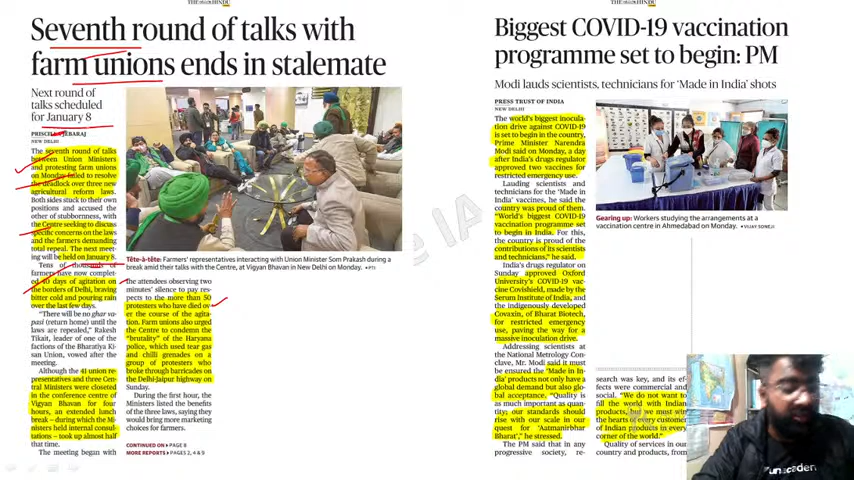 THE HINDU
Seventh round of talks with
farm unions ends in stalemate
Next round of
talks scheduled
for January 8
NEW DELHI
The seventh round of talks
between Union Ministers
and protesting farm unions
on Monday failed to resolve
the deadlock over three new
agricultural reform laws.
Both sides stuck to their own
positions and accused the
other of stubbornness, with
the Centre seeking to discuss
specific concerns on the laws
and the farmers demanding
total repeal. The next meet-
ing will be held on January 8.
Tens of thousands of
farmers have now complet-
ed 40 days of agitation on
the borders of Delhi, braving
bitter cold and pouring rain
over the last few days.
"There will be no ghar va-
pasi (return home) until the
laws are repealed," Rakesh
Tikait, leader of one of the
factions of the Bharatiya Ki-
san Union, vowed after the
meeting.
Although the 41 union re-
presentatives and three Cen-
tral Ministers were closeted
in the conference centre of
Vigyan Bhavan for four
hours, an extended lunch
break – during which the Mi-
nisters held internal consul-
tations – took up almost half
that time.
The meeting began with
Tête-à-tête: Farmers' representatives interacting with Union Minister Som Prakash during a
break amid their talks with the Centre, at Vigyan Bhavan in New Delhi on Monday. •PTI
the attendees observing two
minutes' silence to pay res-
pects to the more than 50
protesters who have died ov-
er the course of the agita-
tion. Farm unions also urged
the Centre to condemn the
"brutality" of the Haryana
police, which used tear gas
and chilli grenades on a
group of protesters who
broke through barricades on
the Delhi-Jaipur highway on
Sunday.
During the first hour, the
Ministers listed the benefits
of the three laws, saying they
would bring more marketing
choices for farmers.
CONTINUED ON ▸ PAGE 8
MORE REPORTS ▸ PAGES 2, 4 & 9
THE HINDU
Biggest COVID-19 vaccination
programme set to begin: PM
Modi lauds scientists, technicians for 'Made in India' shots
PRESS TRUST OF INDIA
NEW DELHI
The world's biggest inocula-
tion drive against COVID-19
is set to begin in the country,
Prime Minister Narendra
Modi said on Monday, a day
after India's drugs regulator
approved two vaccines for
restricted emergency use.
Lauding scientists and
technicians for the 'Made in
India' vaccines, he said the
country was proud of them.
"World's biggest COVID-19
vaccination programme set
to begin in India. For this,
the country is proud of the
contributions of its scientists
and technicians," he said.
India's drugs regulator on
Sunday approved Oxford
University's COVID-19 vac-
cine Covishield, made by the
Serum Institute of India, and
the indigenously developed
Covaxin, of Bharat Biotech,
for restricted emergency
use, paving the way for a
massive inoculation drive.
Addressing scientists at
the National Metrology Con-
clave, Mr. Modi said it must
be ensured the 'Made in In-
dia' products not only have a
global demand but also glo-
bal acceptance. "Quality is
as much important as quan-
tity; our standards should
rise with our scale in our
quest for 'Aatmanirbhar
Bharat'," he stressed.
The PM said that in any
progressive society, re-
Gearing up: Workers studying the arrangements at a
vaccination centre in Ahmedabad on Monday. •VIJAY SONEJI
search was key, and its ef-
fects were commercial and
social. "We do not want to
fill the world with Indian
products, but we must win
the hearts of every customer
of Indian products in every
corner of the world."
Quality of services in our
country and products, from
e IA
unacadem